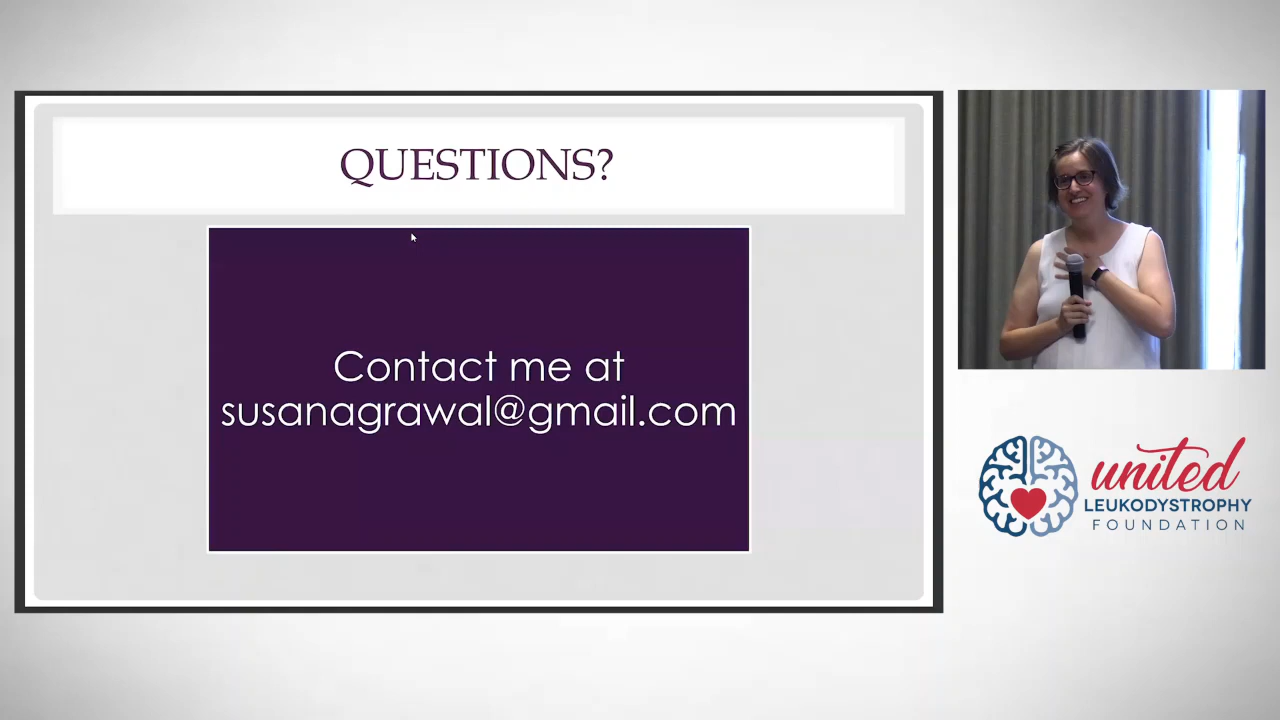 QUESTIONS?
Contact me at
susanagrawal@gmail.com
united
LEUKODYSTROPHY
FOUNDATION